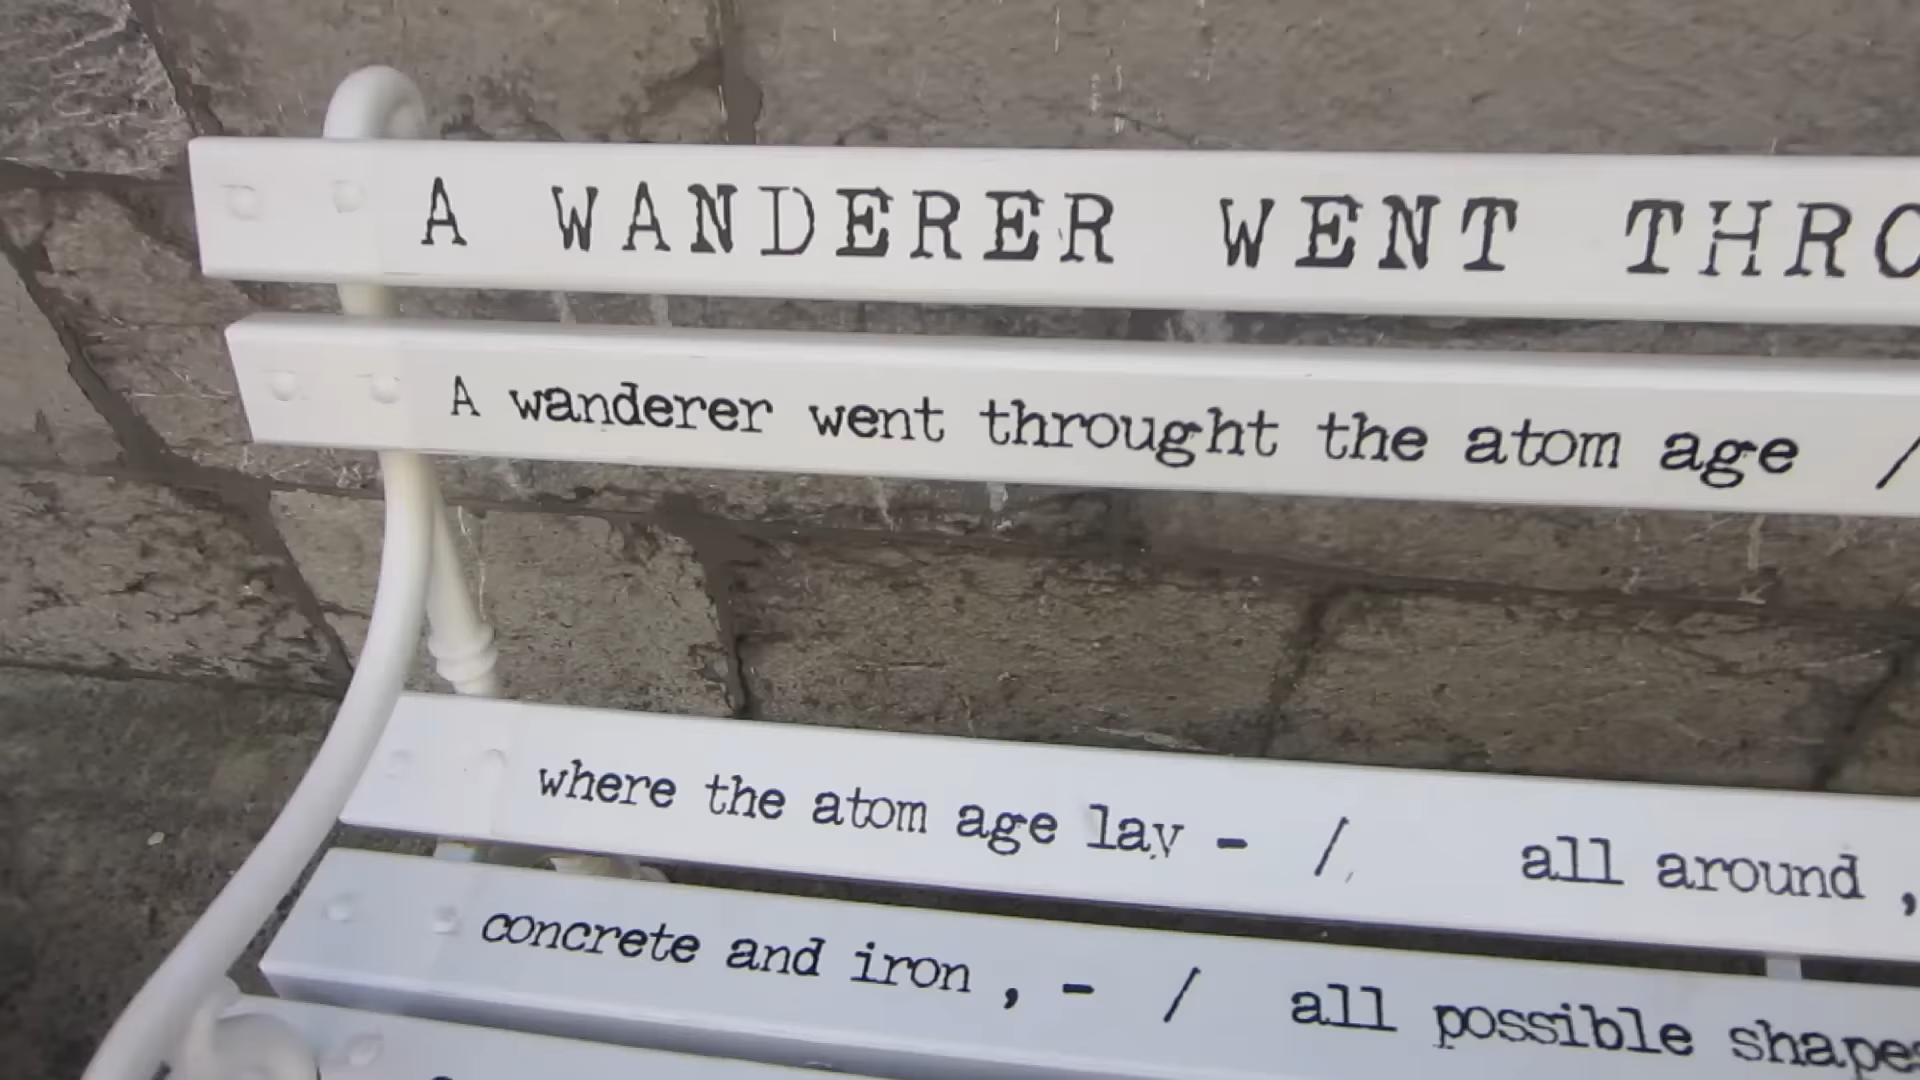 A WANDERER WENT THRO
A wanderer went throught the atom age /
where the atom age lay - / all around ,
concrete and iron , - / all possible shapes